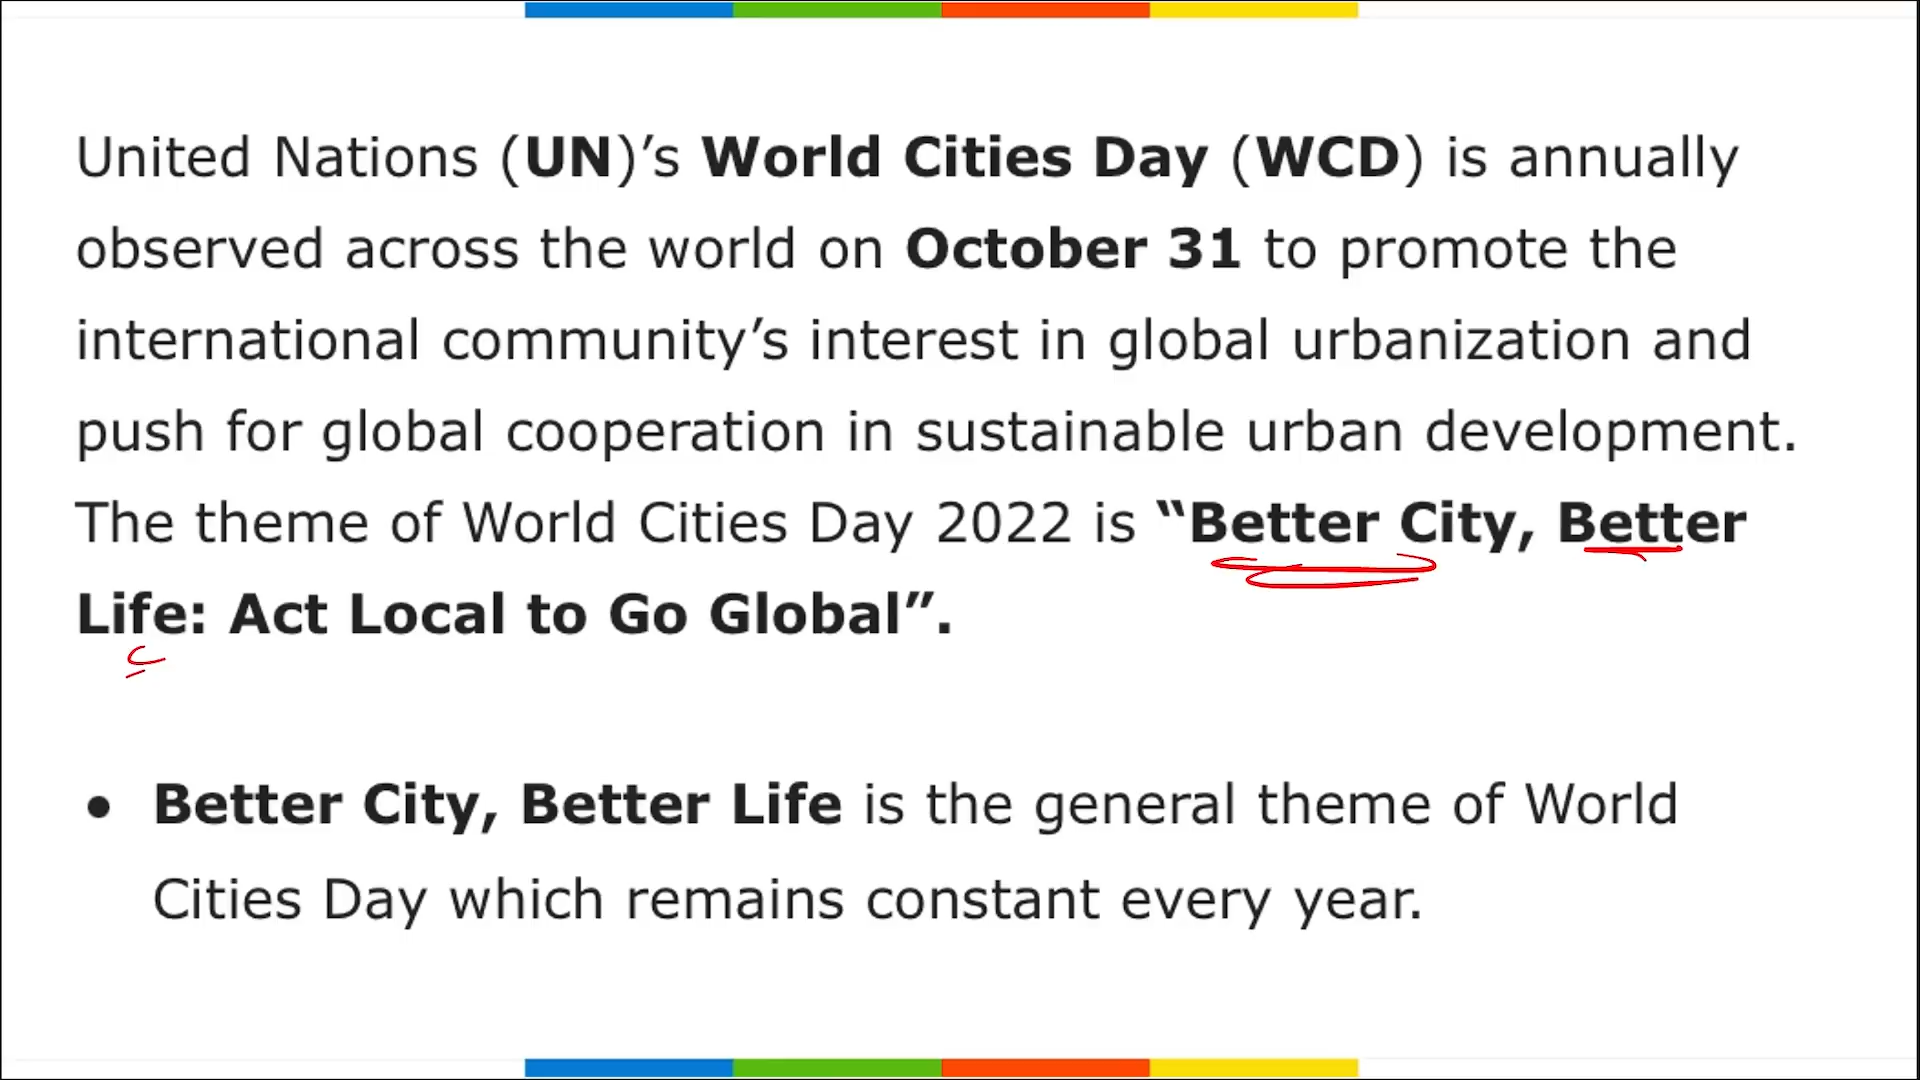 United Nations (UN)’s World Cities Day (WCD) is annually
observed across the world on October 31 to promote the
international community’s interest in global urbanization and
push for global cooperation in sustainable urban development.
The theme of World Cities Day 2022 is “Better City, Better
Life: Act Local to Go Global”.
• Better City, Better Life is the general theme of World
Cities Day which remains constant every year.